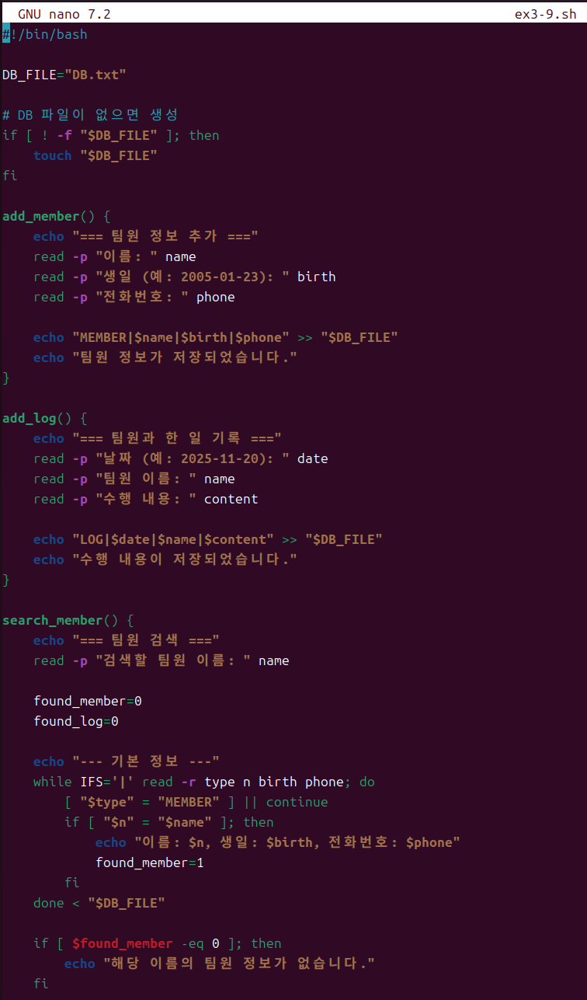 GNU nano 7.2 ex3-9.sh
#!/bin/bash

DB_FILE="DB.txt"

# DB 파일이 없으면 생성
if [ ! -f "$DB_FILE" ]; then
    touch "$DB_FILE"
fi

add_member() {
    echo "=== 팀원 정보 추가 ==="
    read -p "이름: " name
    read -p "생일 (예: 2005-01-23): " birth
    read -p "전화번호: " phone

    echo "MEMBER|$name|$birth|$phone" >> "$DB_FILE"
    echo "팀원 정보가 저장되었습니다."
}

add_log() {
    echo "=== 팀원과 한 일 기록 ==="
    read -p "날짜 (예: 2025-11-20): " date
    read -p "팀원 이름: " name
    read -p "수행 내용: " content

    echo "LOG|$date|$name|$content" >> "$DB_FILE"
    echo "수행 내용이 저장되었습니다."
}

search_member() {
    echo "=== 팀원 검색 ==="
    read -p "검색할 팀원 이름: " name

    found_member=0
    found_log=0

    echo "--- 기본 정보 ---"
    while IFS='|' read -r type n birth phone; do
        [ "$type" = "MEMBER" ] || continue
        if [ "$n" = "$name" ]; then
            echo "이름: $n, 생일: $birth, 전화번호: $phone"
            found_member=1
        fi
    done < "$DB_FILE"

    if [ $found_member -eq 0 ]; then
        echo "해당 이름의 팀원 정보가 없습니다."
    fi